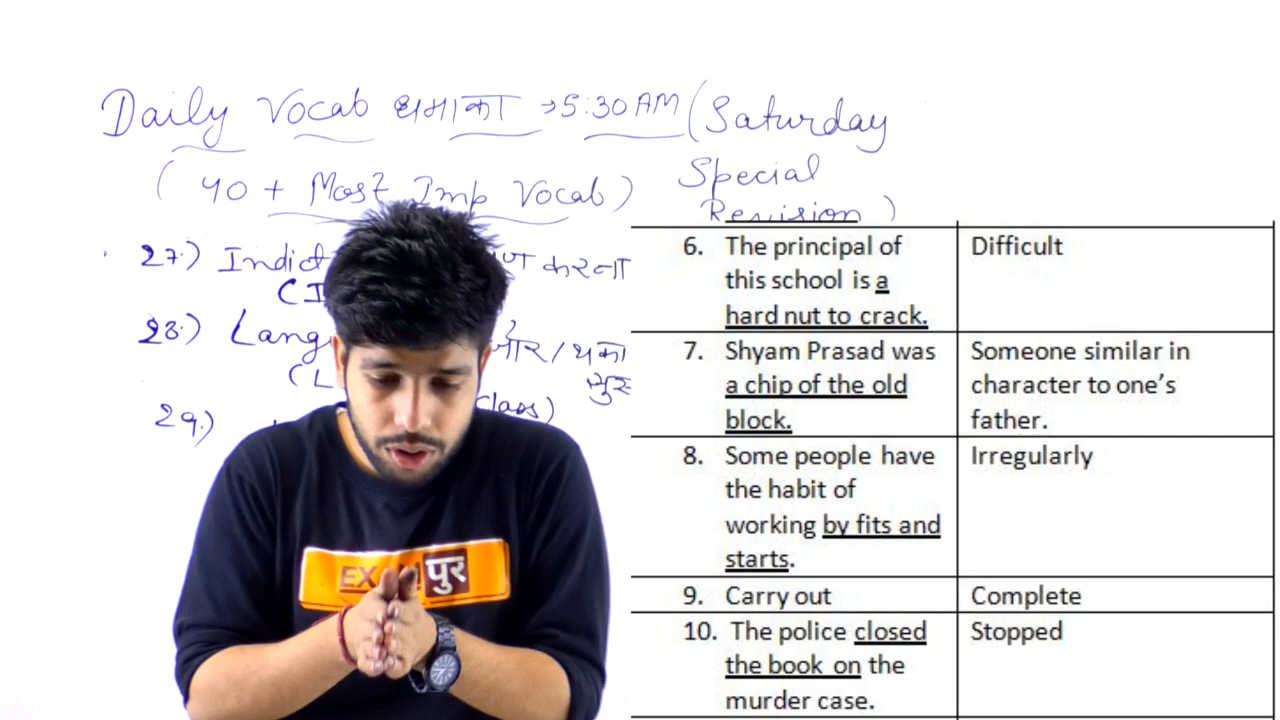 Daily Vocab धमाका →5:30 AM (Saturday
( 40 + Most Imp Vocab) Special
Revision)
27.) करना
28.)
29.) Class)
EX पुर
6. The principal of
this school is a
hard nut to crack.
Difficult
7. Shyam Prasad was
a chip of the old
block.
Someone similar in
character to one’s
father.
8. Some people have
the habit of
working by fits and
starts.
Irregularly
9. Carry out
Complete
10. The police closed
the book on the
murder case.
Stopped